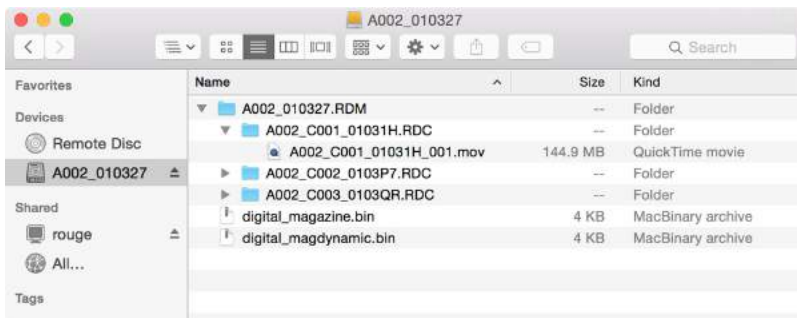 A002_010327
Search
Favorites
Devices
Remote Disc
A002_010327
Shared
rouge
All...
Tags
Name Size Kind
A002_010327.RDM -- Folder
A002_C001_01031H.RDC -- Folder
A002_C001_01031H_001.mov 144.9 MB QuickTime movie
A002_C002_0103P7.RDC -- Folder
A002_C003_0103QR.RDC -- Folder
digital_magazine.bin 4 KB MacBinary archive
digital_magdynamic.bin 4 KB MacBinary archive